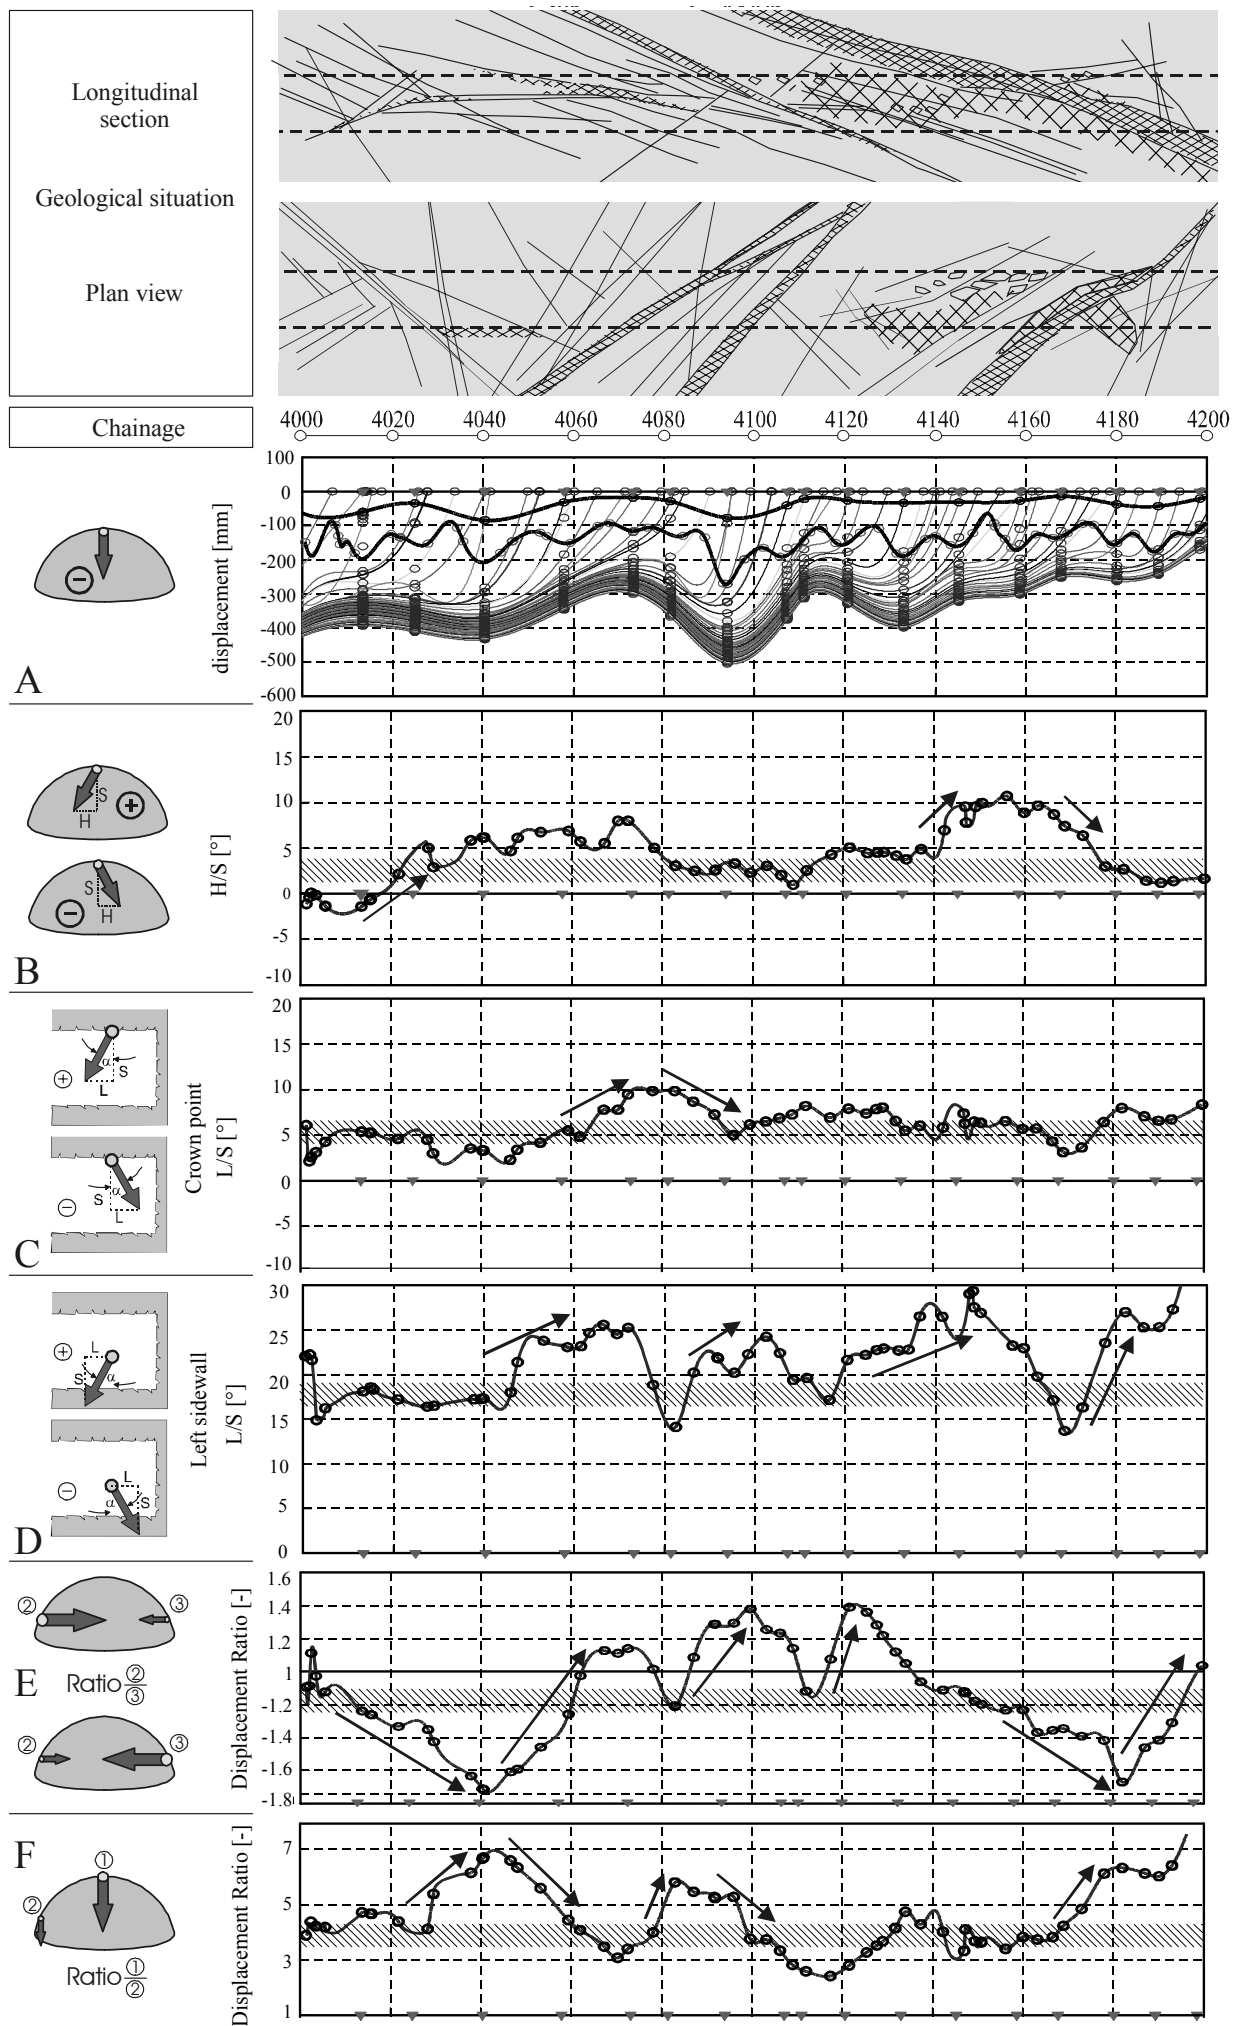 Longitudinal
section
Geological situation
Plan view
Chainage
4000 4020 4040 4060 4080 4100 4120 4140 4160 4180 4200
A
displacement [mm]
100
0
-100
-200
-300
-400
-500
-600
S
H
S
H
B
H/S [°]
20
15
10
5
0
-5
-10
α
S
L
S
α
L
C
Crown point
L/S [°]
20
15
10
5
0
-5
-10
L
S
α
L
α
S
D
Left sidewall
L/S [°]
30
25
20
15
10
5
0
② ③
E
Ratio ②/③
② ③
Displacement Ratio [-]
1.6
1.4
1.2
1
-1.2
-1.4
-1.6
-1.8
F
①
②
Ratio ①/②
Displacement Ratio [-]
7
5
3
1